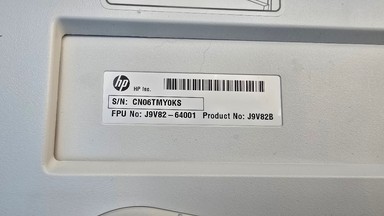 hp HP Inc.
S/N: CN06TMY0KS
FPU No: J9V82-64001 Product No: J9V82B